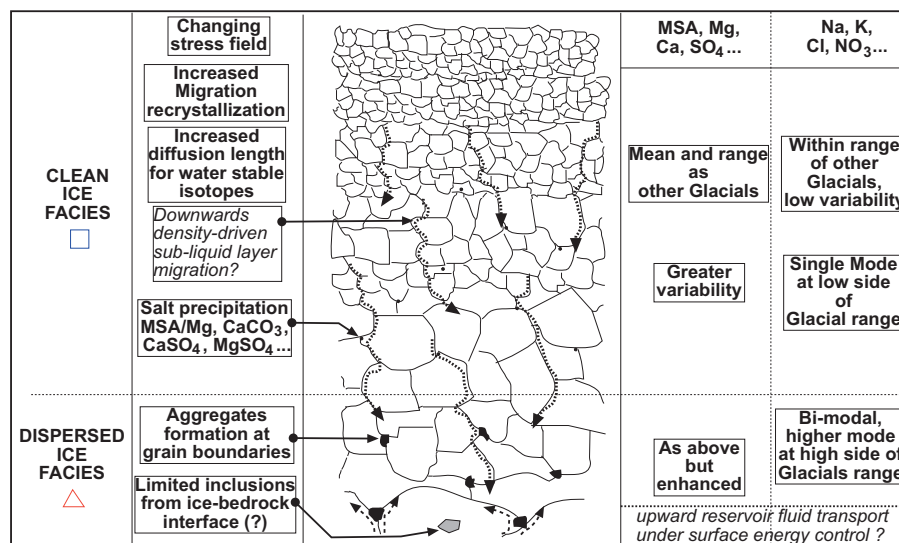 Changing
stress field
Increased
Migration
recrystallization
Increased
diffusion length
for water stable
isotopes
Downwards
density-driven
sub-liquid layer
migration?
Salt precipitation
MSA/Mg, CaCO3,
CaSO4, MgSO4 ...
CLEAN
ICE
FACIES
MSA, Mg,
Ca, SO4 ...
Na, K,
Cl, NO3...
Mean and range
as
other Glacials
Within range
of other
Glacials,
low variability
Greater
variability
Single Mode
at low side
of
Glacial range
DISPERSED
ICE
FACIES
Aggregates
formation at
grain boundaries
Limited inclusions
from ice-bedrock
interface (?)
As above
but
enhanced
Bi-modal,
higher mode
at high side of
Glacials range
upward reservoir fluid transport
under surface energy control ?